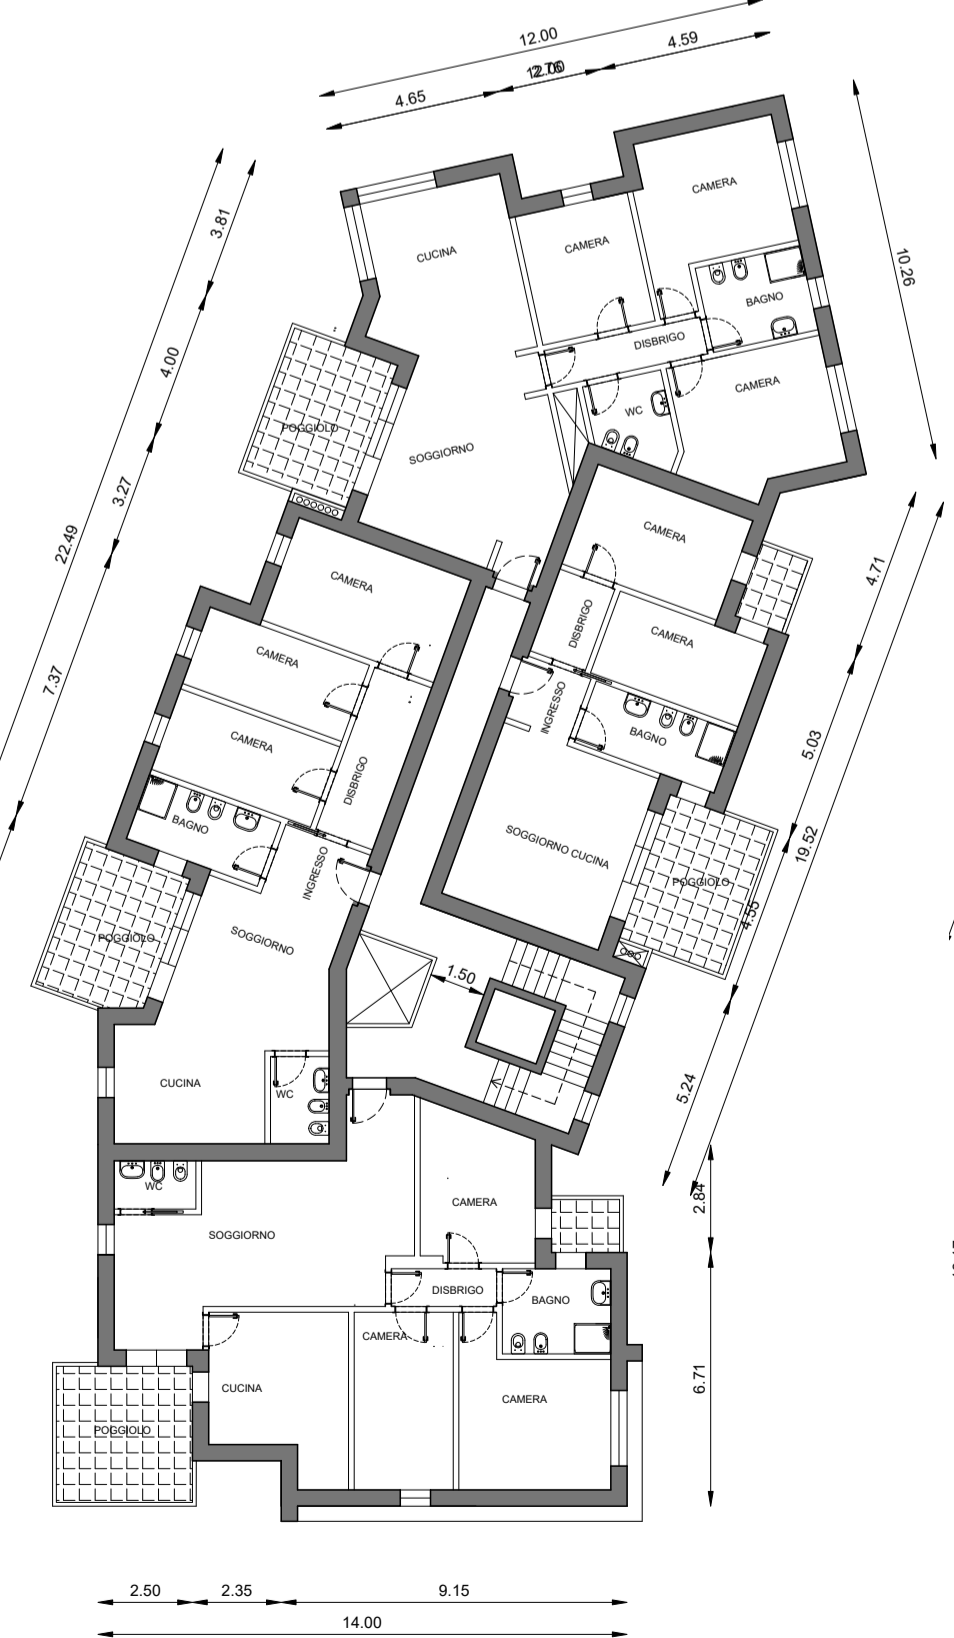 12.00
4.59
4.65
3.81
CAMERA
CAMERA
CUCINA
10.26
BAGNO
4.00
DISBRIGO
CAMERA
WC
POGGIOLO
SOGGIORNO
3.27
22.49
CAMERA
4.71
CAMERA
DISBRIGO
CAMERA
CAMERA
7.37
INGRESSO
CAMERA
BAGNO
5.03
DISBRIGO
BAGNO
19.52
SOGGIORNO CUCINA
INGRESSO
POGGIOLO
4.55
POGGIOLO
SOGGIORNO
1.50
CUCINA
WC
5.24
WC
2.84
CAMERA
SOGGIORNO
DISBRIGO
BAGNO
CAMERA
6.71
CUCINA
CAMERA
POGGIOLO
2.50
2.35
9.15
14.00